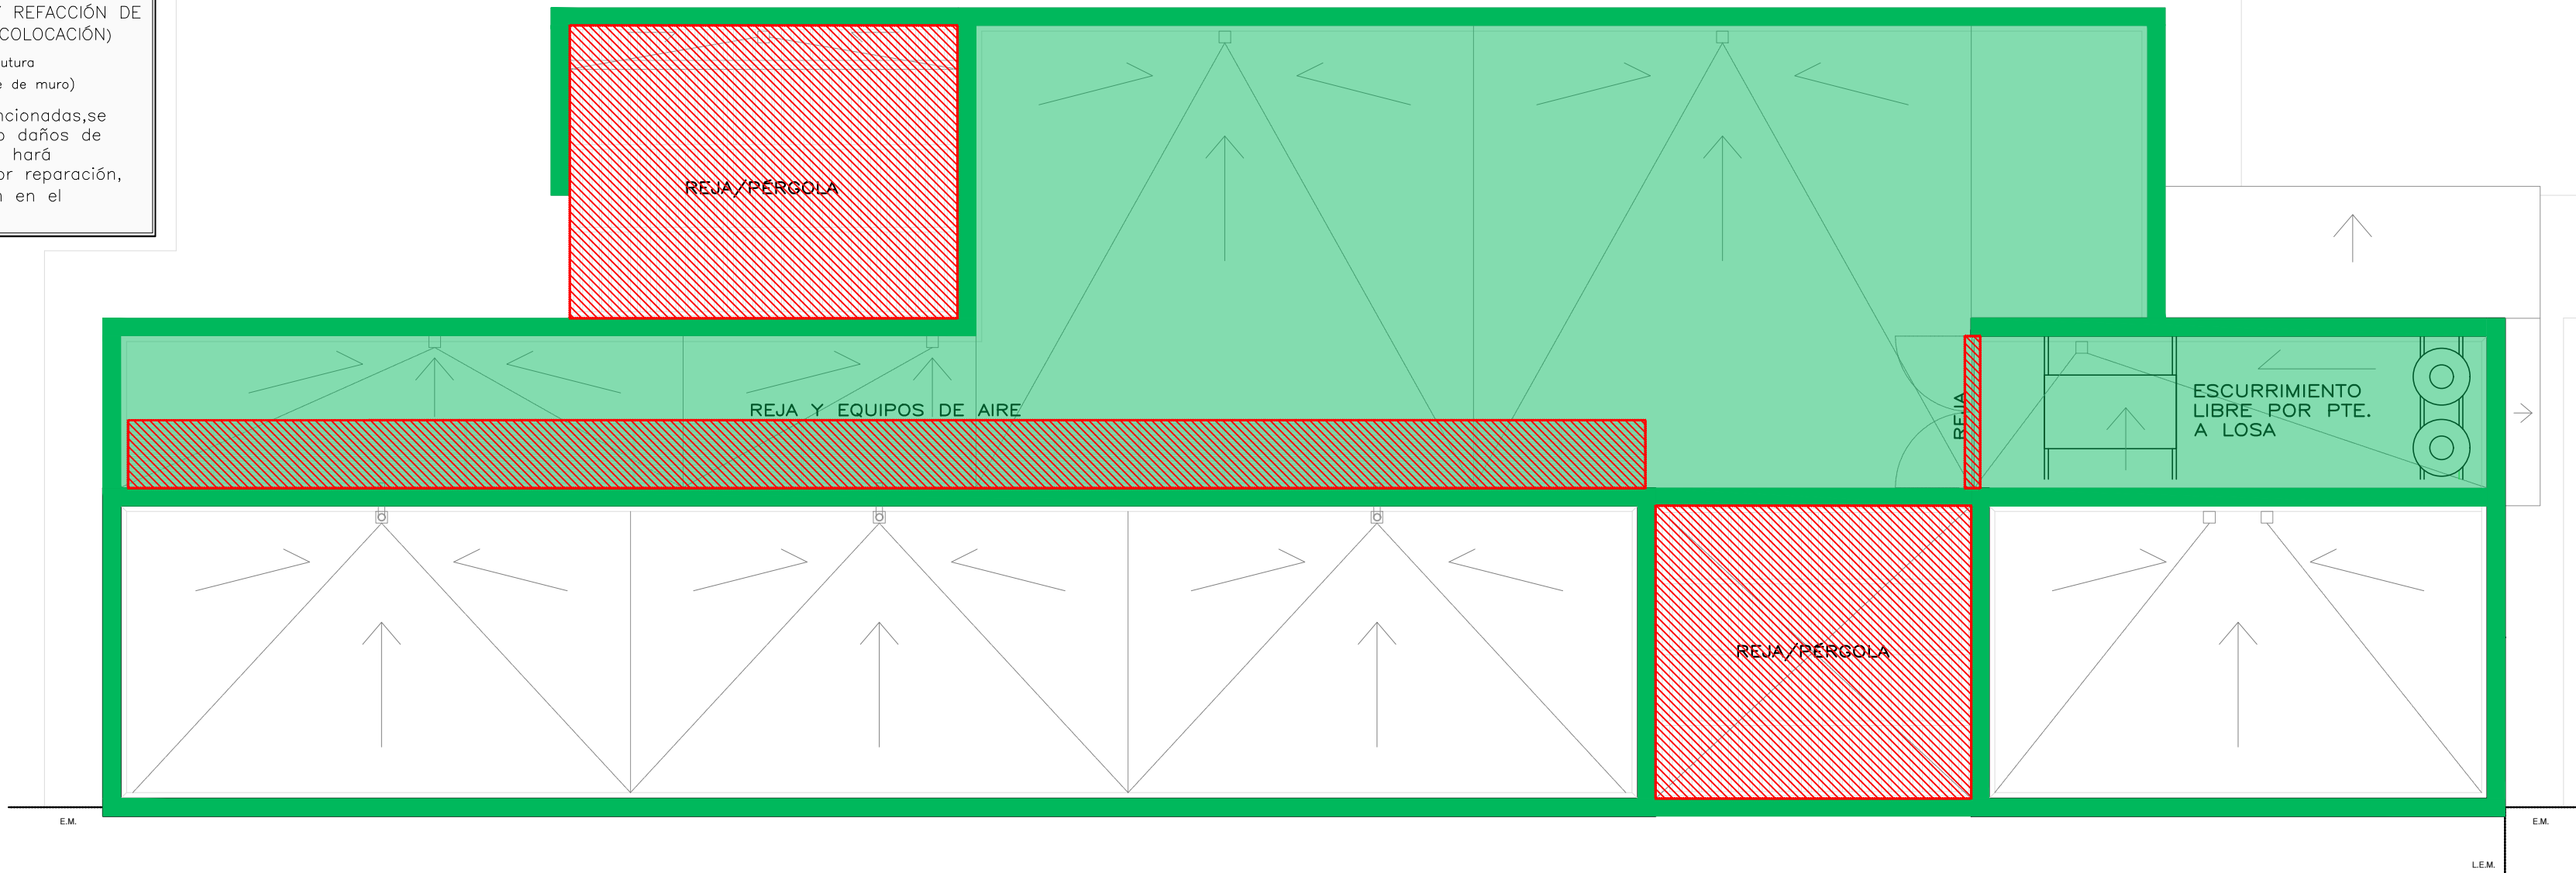 Y REFACCIÓN DE
COLOCACIÓN)
utura
e de muro)
ncionadas,se
o daños de
hará
or reparación,
n en el
REJA/PÉRGOLA
REJA Y EQUIPOS DE AIRE
REJA
ESCURRIMIENTO
LIBRE POR PTE.
A LOSA
REJA/PÉRGOLA
E.M.
E.M.
L.E.M.